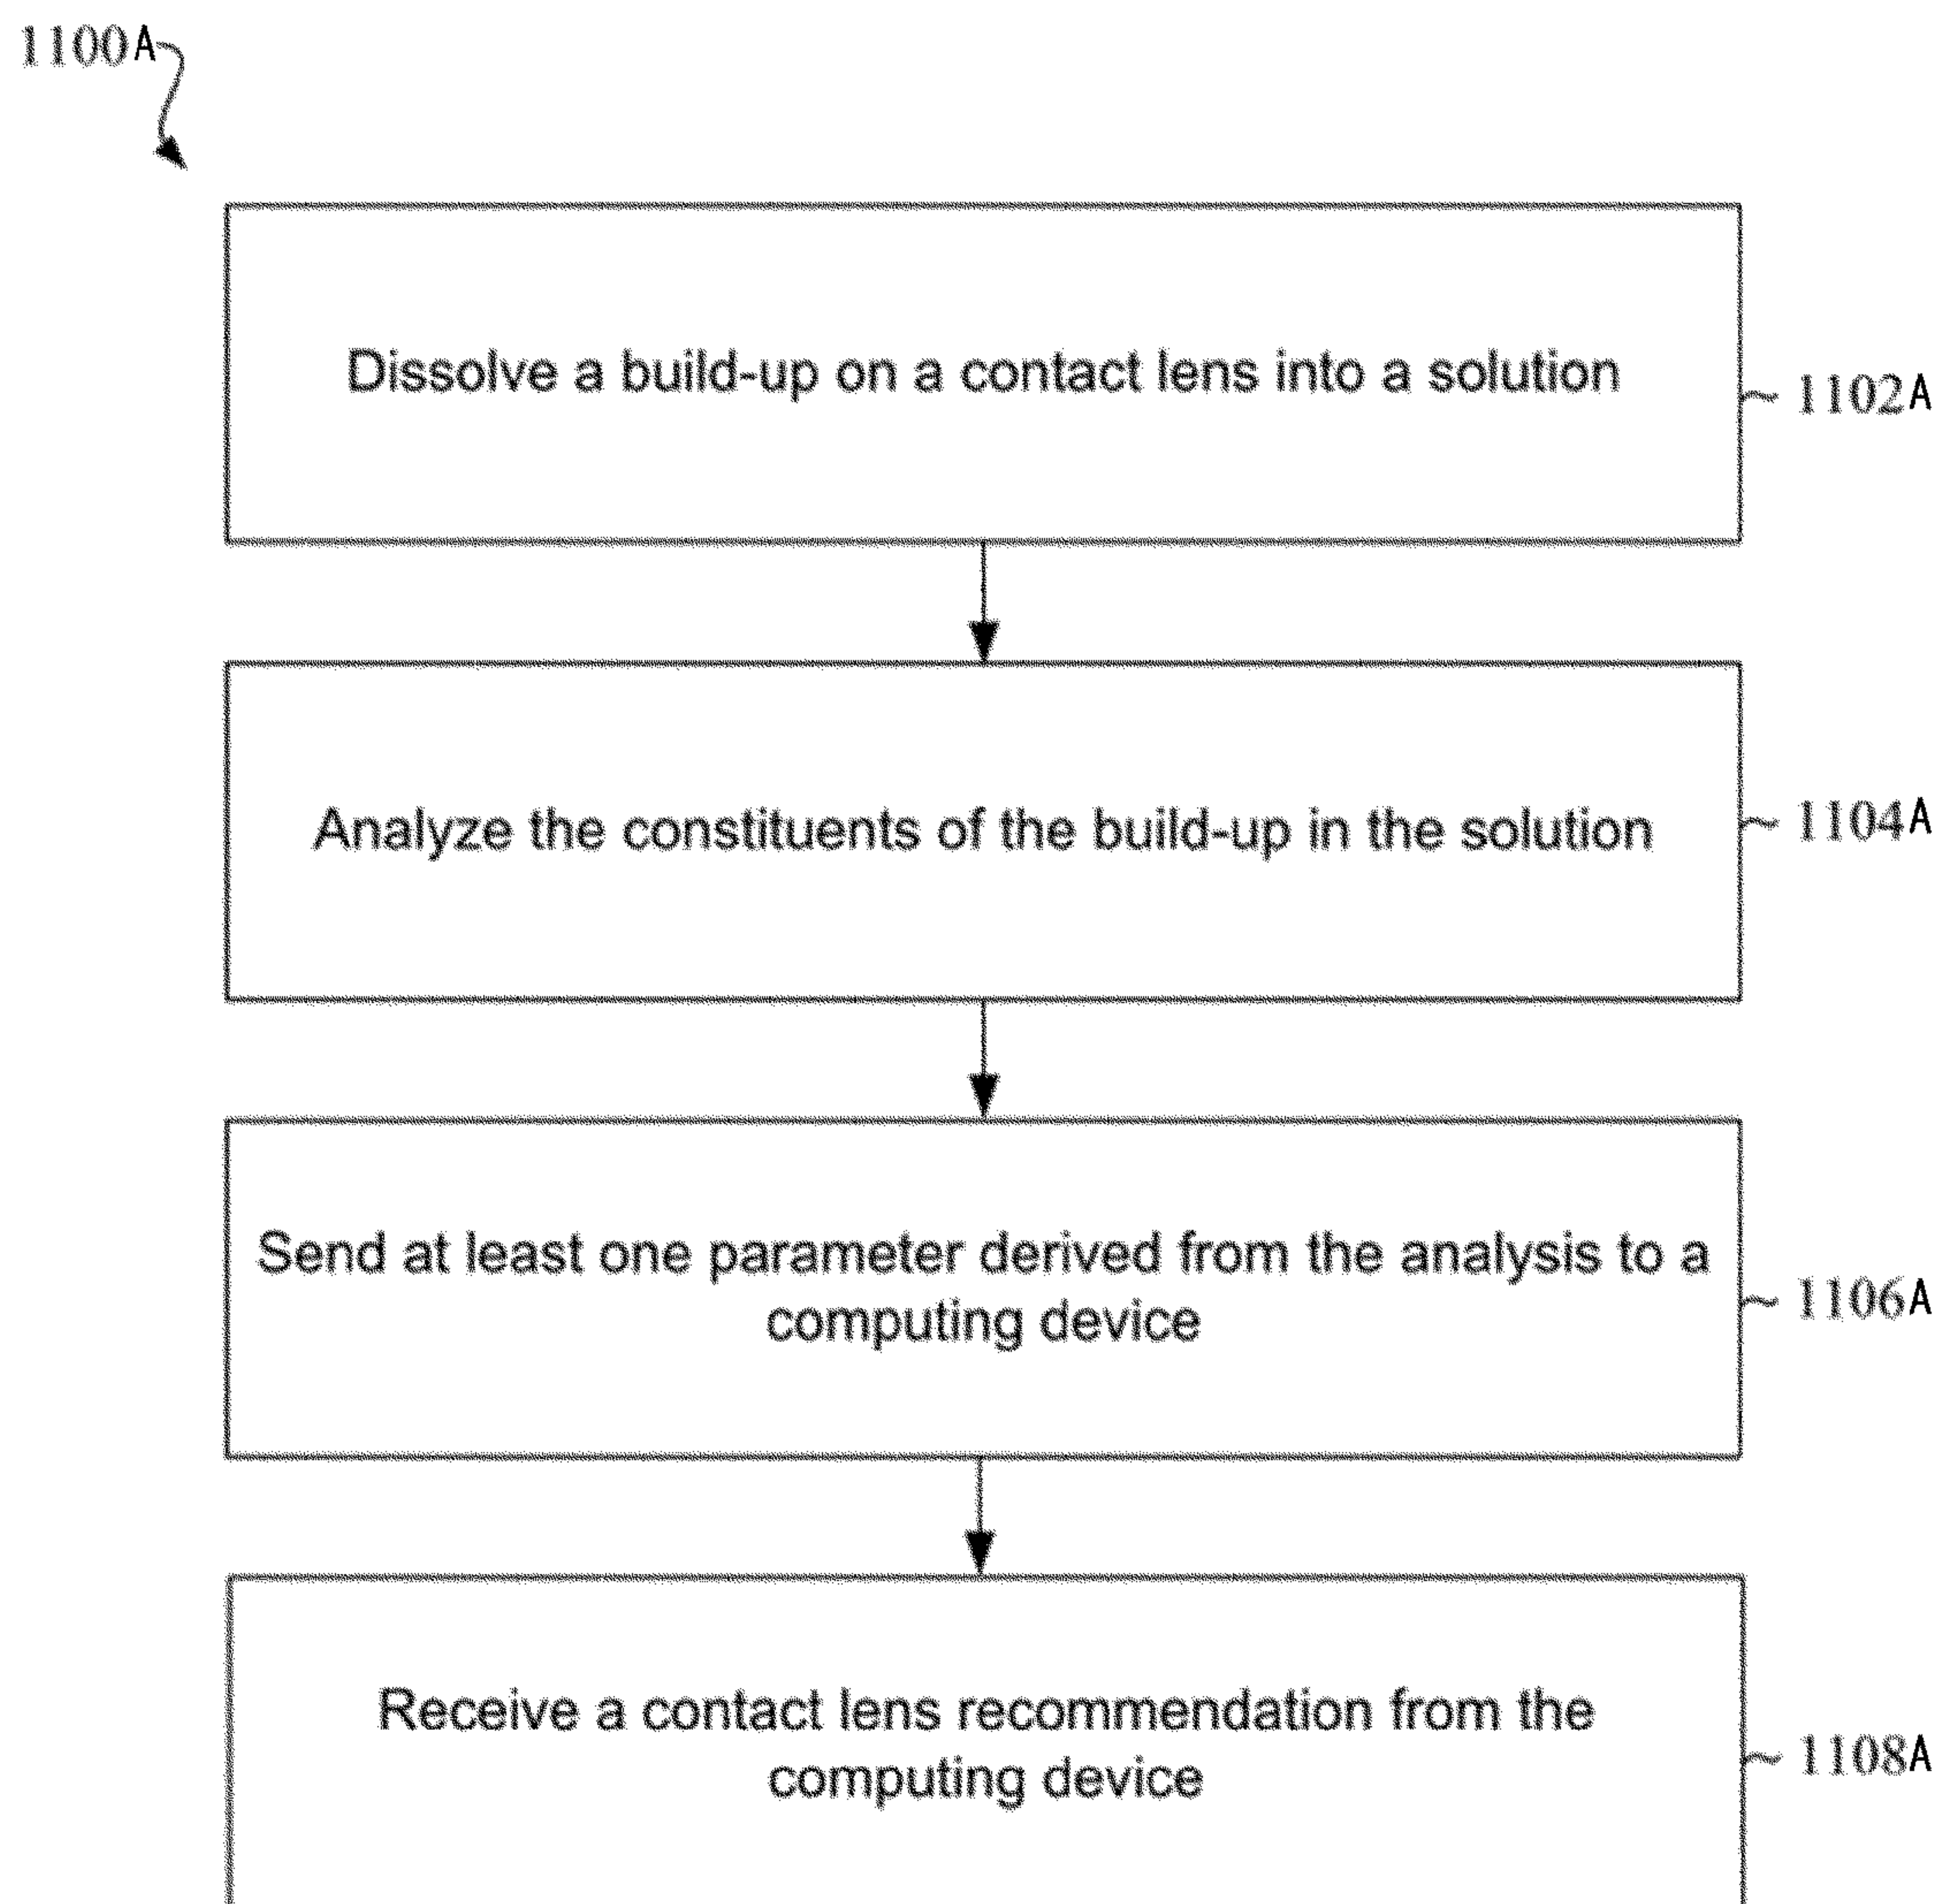 1100A
Dissolve a build-up on a contact lens into a solution
1102A
Analyze the constituents of the build-up in the solution
1104A
Send at least one parameter derived from the analysis to a
computing device
1106A
Receive a contact lens recommendation from the
computing device
1108A